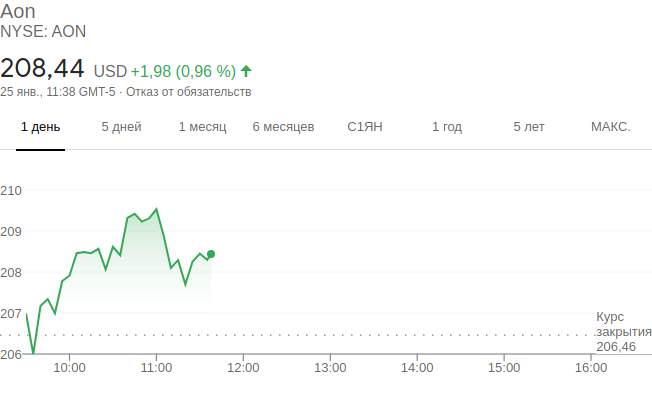 Aon
NYSE: AON
208,44 USD +1,98 (0,96 %)
25 янв., 11:38 GMT-5 · Отказ от обязательств
1 день 5 дней 1 месяц 6 месяцев С1ЯН 1 год 5 лет МАКС.
210
209
208
207
Курс
закрытия
206,46
206
10:00 11:00 12:00 13:00 14:00 15:00 16:00